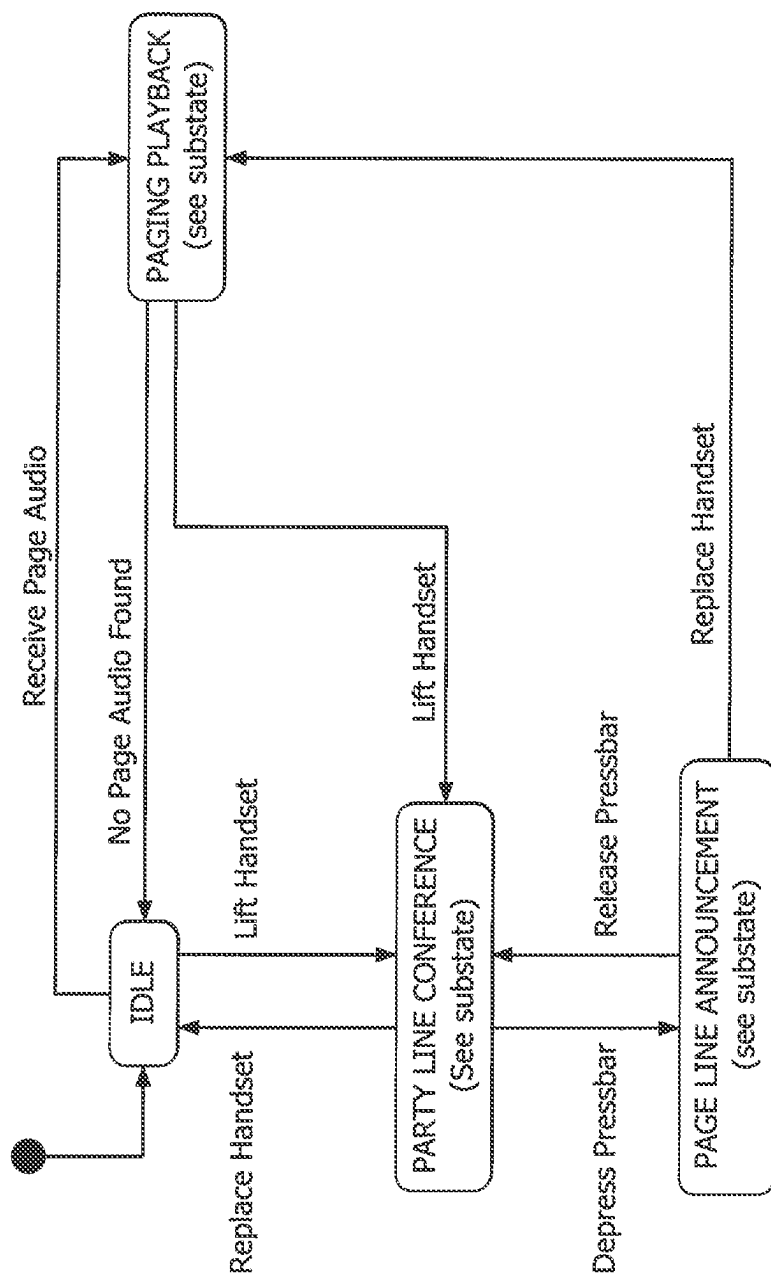 Receive Page Audio
No Page Audio Found
IDLE
PAGING PLAYBACK
(see substate)
Replace Handset
Lift Handset
Lift Handset
PARTY LINE CONFERENCE
(See substate)
Depress Pressbar
Release Pressbar
Replace Handset
PAGE LINE ANNOUNCEMENT
(see substate)